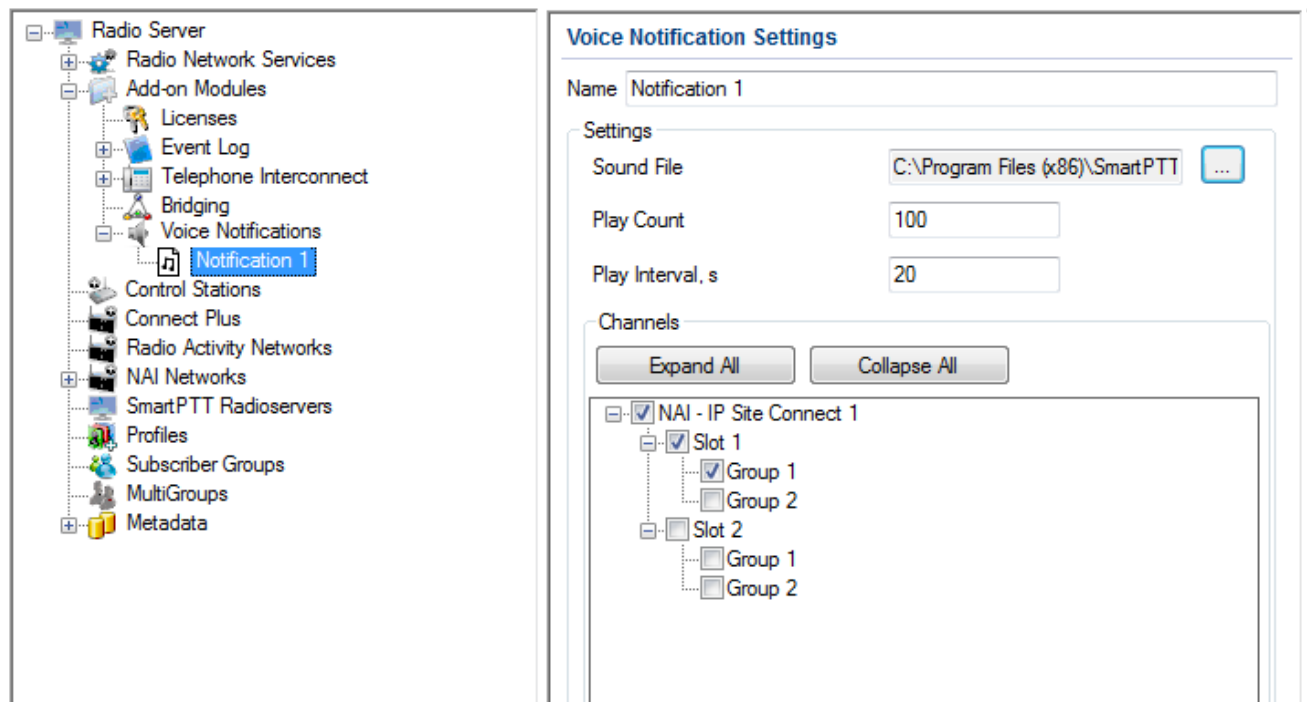 Radio Server
Radio Network Services
Add-on Modules
Licenses
Event Log
Telephone Interconnect
Bridging
Voice Notifications
Notification 1
Control Stations
Connect Plus
Radio Activity Networks
NAI Networks
SmartPTT Radioservers
Profiles
Subscriber Groups
MultiGroups
Metadata
Voice Notification Settings
Name Notification 1
Settings
Sound File C:\Program Files (x86)\SmartPTT ...
Play Count 100
Play Interval, s 20
Channels
Expand All Collapse All
NAI - IP Site Connect 1
Slot 1
Group 1
Group 2
Slot 2
Group 1
Group 2